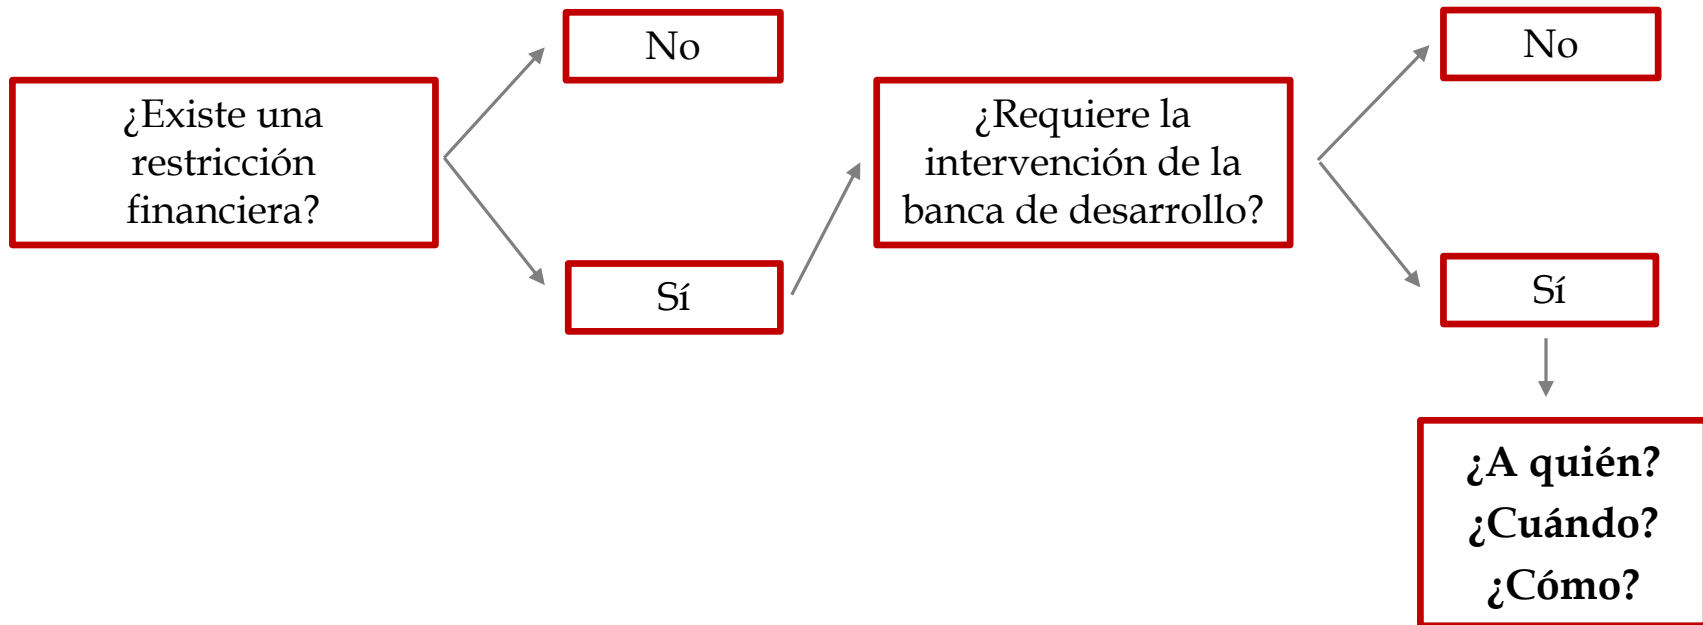 ¿Existe una
restricción
financiera?
No
Sí
¿Requiere la
intervención de la
banca de desarrollo?
No
Sí
¿A quién?
¿Cuándo?
¿Cómo?